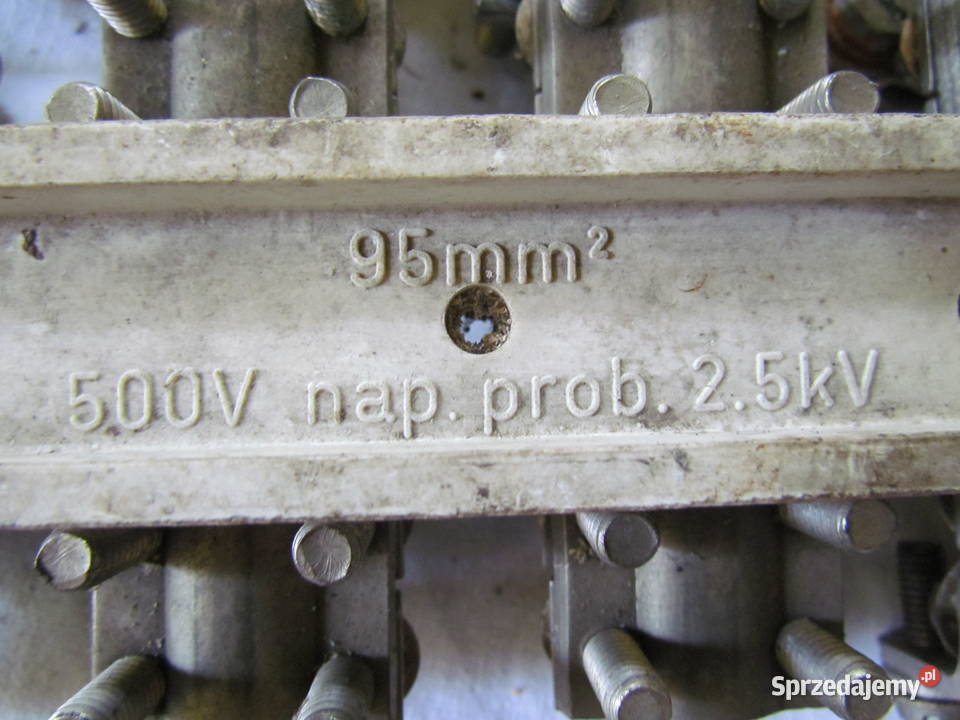 95mm²
500V nap. prob. 2.5kV
Sprzedajemy.pl